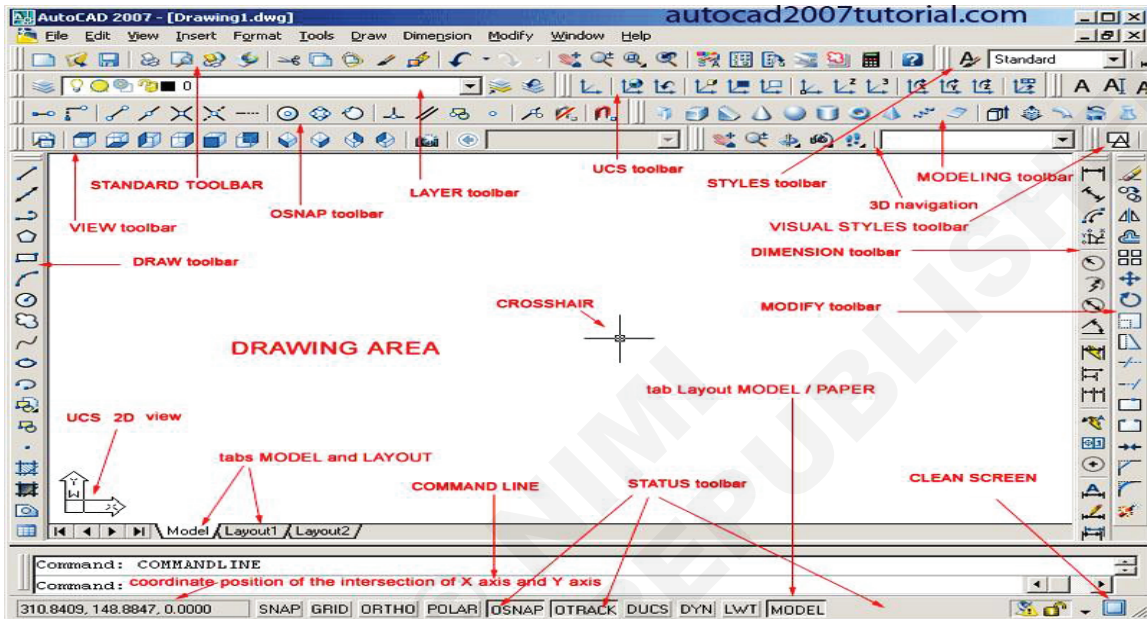 AutoCAD 2007 - [Drawing1.dwg]
autocad2007tutorial.com
File Edit View Insert Format Tools Draw Dimension Modify Window Help
Standard
0
STANDARD TOOLBAR
LAYER toolbar
UCS toolbar
STYLES toolbar
MODELING toolbar
OSNAP toolbar
3D navigation
VIEW toolbar
VISUAL STYLES toolbar
DRAW toolbar
DIMENSION toolbar
CROSSHAIR
MODIFY toolbar
DRAWING AREA
tab Layout MODEL / PAPER
UCS 2D view
tabs MODEL and LAYOUT
COMMAND LINE
STATUS toolbar
CLEAN SCREEN
Y
W
X
Model Layout1 Layout2
Command: COMMANDLINE
Command: coordinate position of the intersection of X axis and Y axis
310.8409, 148.8847, 0.0000 SNAP GRID ORTHO POLAR OSNAP OTRACK DUCS DYN LWT MODEL